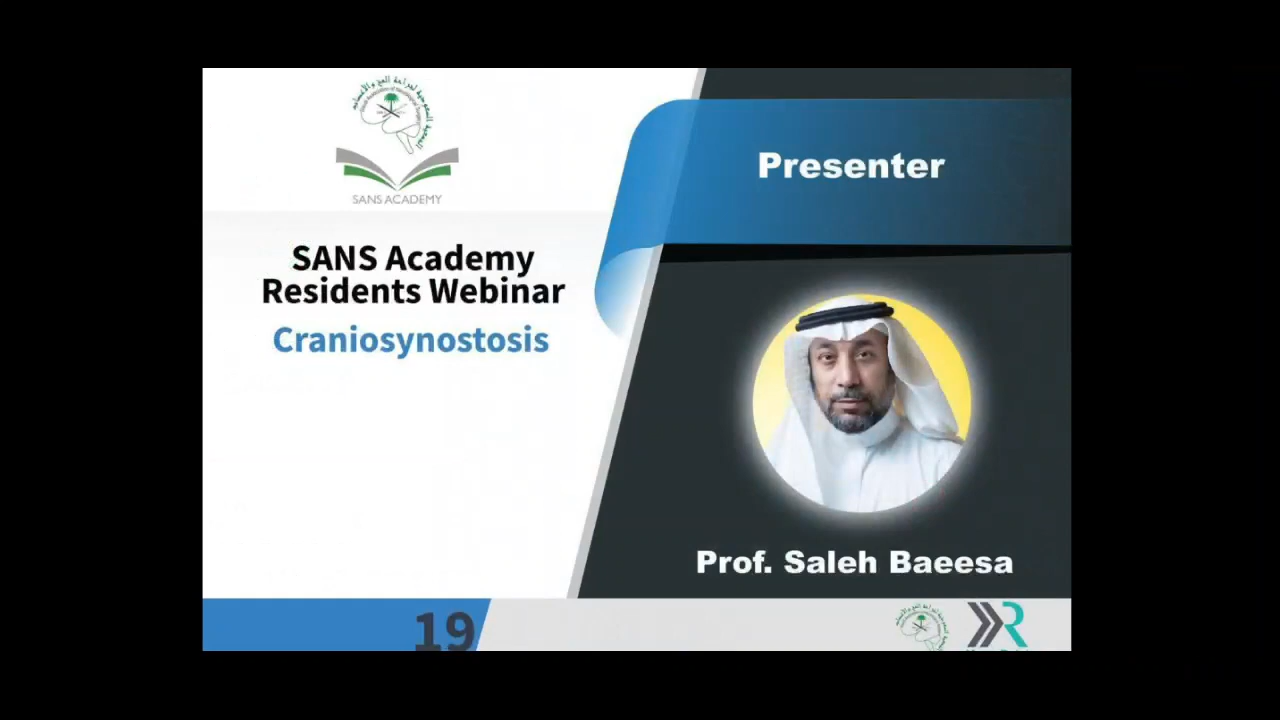 SANS ACADEMY
SANS Academy
Residents Webinar
Craniosynostosis
Presenter
Prof. Saleh Baeesa
19